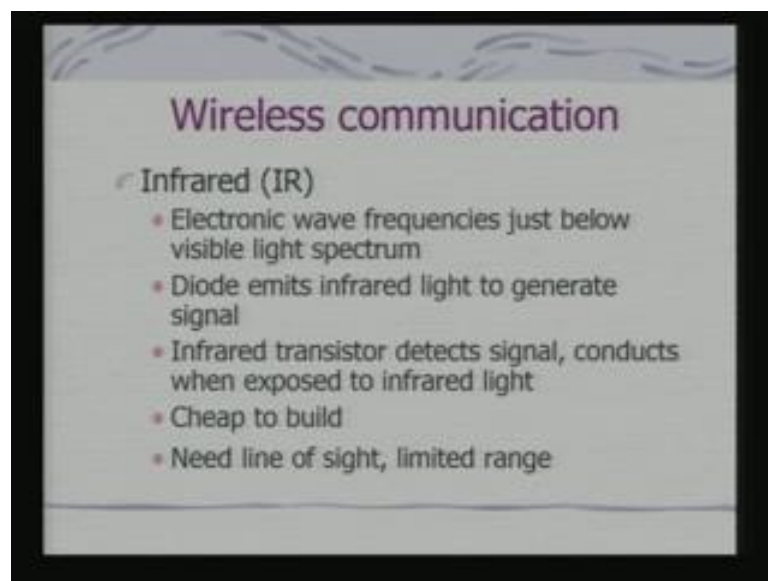 Wireless communication
Infrared (IR)
Electronic wave frequencies just below
visible light spectrum
Diode emits infrared light to generate
signal
Infrared transistor detects signal, conducts
when exposed to infrared light
Cheap to build
Need line of sight, limited range